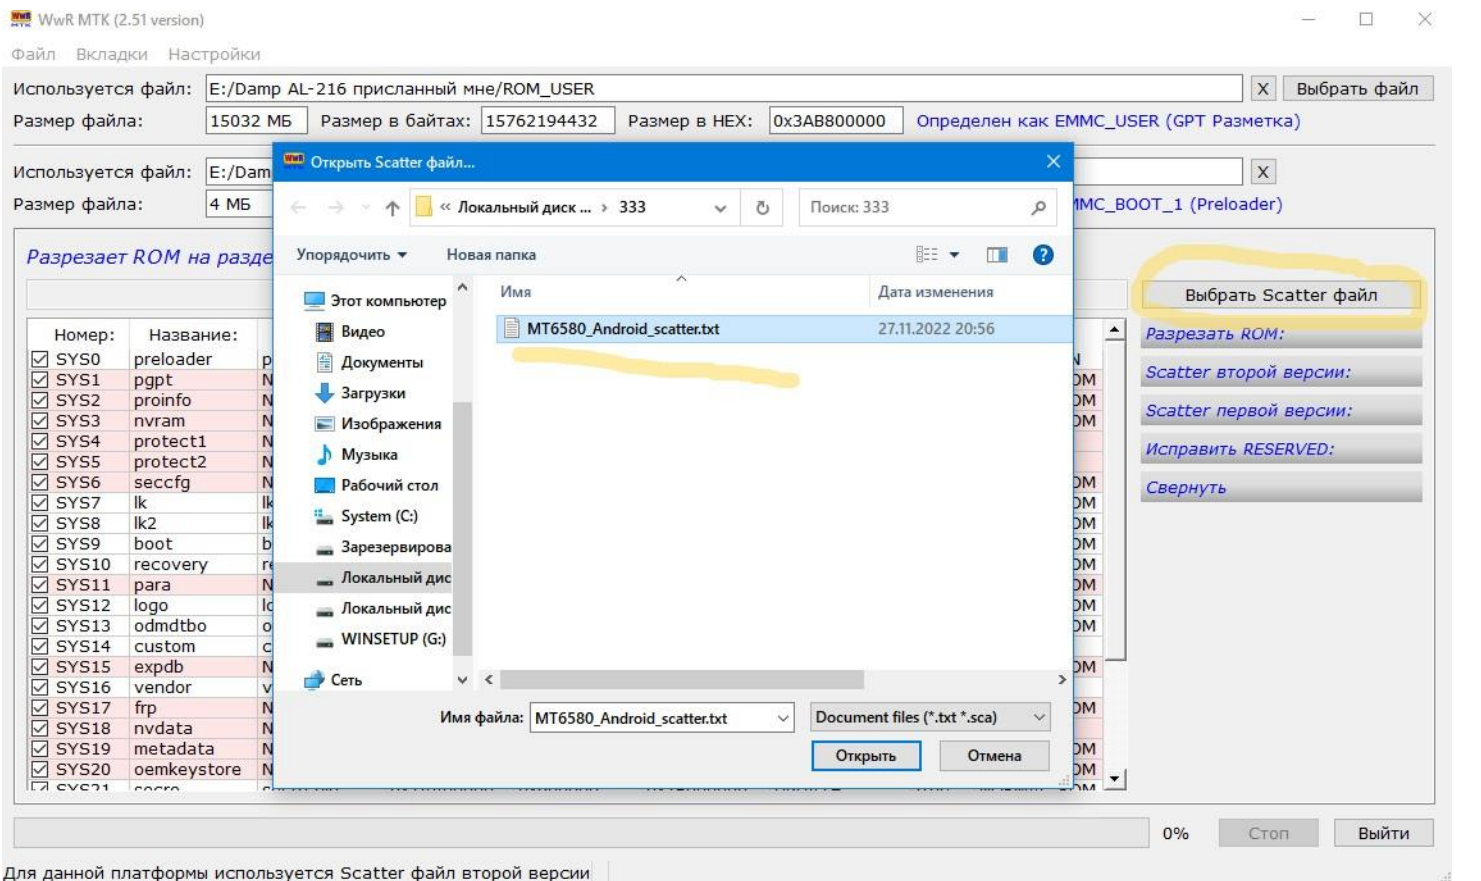 WwR MTK (2.51 version)
Файл Вкладки Настройки
Используется файл: E:/Damp AL-216 присланный мне/ROM_USER X Выбрать файл
Размер файла: 15032 МБ Размер в байтах: 15762194432 Размер в HEX: 0x3AB800000 Определен как EMMC_USER (GPT Разметка)
Используется файл: E:/Dam X
Размер файла: 4 МБ MMC_BOOT_1 (Preloader)
Разрезает ROM на разде
Номер: Название:
SYS0 preloader
SYS1 pgpt
SYS2 proinfo
SYS3 nvram
SYS4 protect1
SYS5 protect2
SYS6 seccfg
SYS7 lk
SYS8 lk2
SYS9 boot
SYS10 recovery
SYS11 para
SYS12 logo
SYS13 odmdtbo
SYS14 custom
SYS15 expdb
SYS16 vendor
SYS17 frp
SYS18 nvdata
SYS19 metadata
SYS20 oemkeystore
Открыть Scatter файл...
« Локальный диск ... › 333
Поиск: 333
Упорядочить Новая папка
Этот компьютер
Видео
Документы
Загрузки
Изображения
Музыка
Рабочий стол
System (C:)
Зарезервирова
Локальный дис
Локальный дис
WINSETUP (G:)
Сеть
Имя Дата изменения
MT6580_Android_scatter.txt 27.11.2022 20:56
Имя файла: MT6580_Android_scatter.txt Document files (*.txt *.sca)
Открыть Отмена
Выбрать Scatter файл
Разрезать ROM:
Scatter второй версии:
Scatter первой версии:
Исправить RESERVED:
Свернуть
0% Стоп Выйти
Для данной платформы используется Scatter файл второй версии